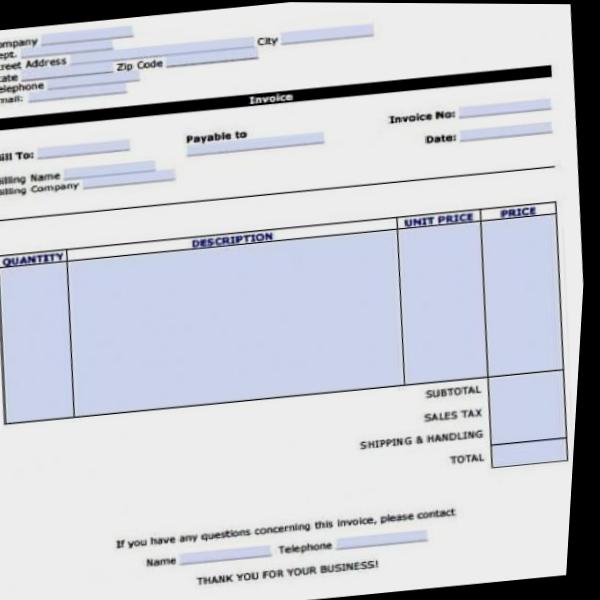 ompany
ept.
treet Address City
tate Zip Code
elephone
mail:
Invoice
ill To: Payable to Invoice No:
Date:
illing Name
illing Company
QUANTITY DESCRIPTION UNIT PRICE PRICE
SUBTOTAL
SALES TAX
SHIPPING & HANDLING
TOTAL
If you have any questions concerning this invoice, please contact
Name Telephone
THANK YOU FOR YOUR BUSINESS!